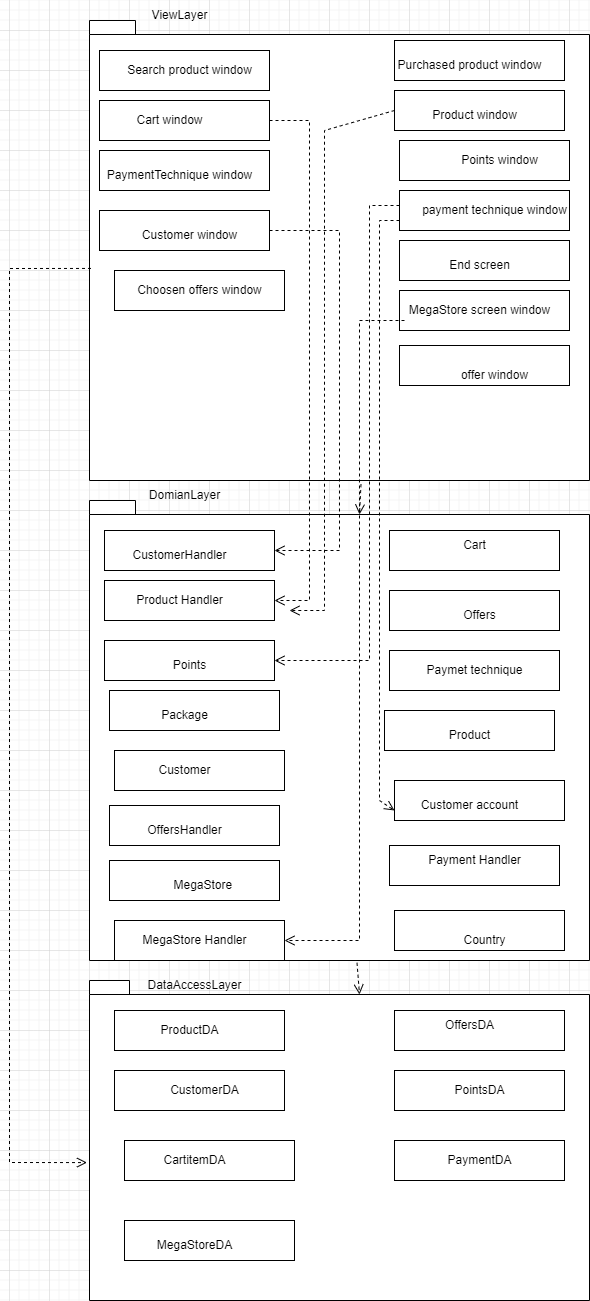 ViewLayer
Search product window
Purchased product window
Cart window
Product window
PaymentTechnique window
Points window
Customer window
payment technique window
Choosen offers window
End screen
MegaStore screen window
offer window
DomianLayer
CustomerHandler
Cart
Product Handler
Offers
Points
Paymet technique
Package
Product
Customer
Customer account
OffersHandler
Payment Handler
MegaStore
MegaStore Handler
Country
DataAccessLayer
ProductDA
OffersDA
CustomerDA
PointsDA
CartitemDA
PaymentDA
MegaStoreDA